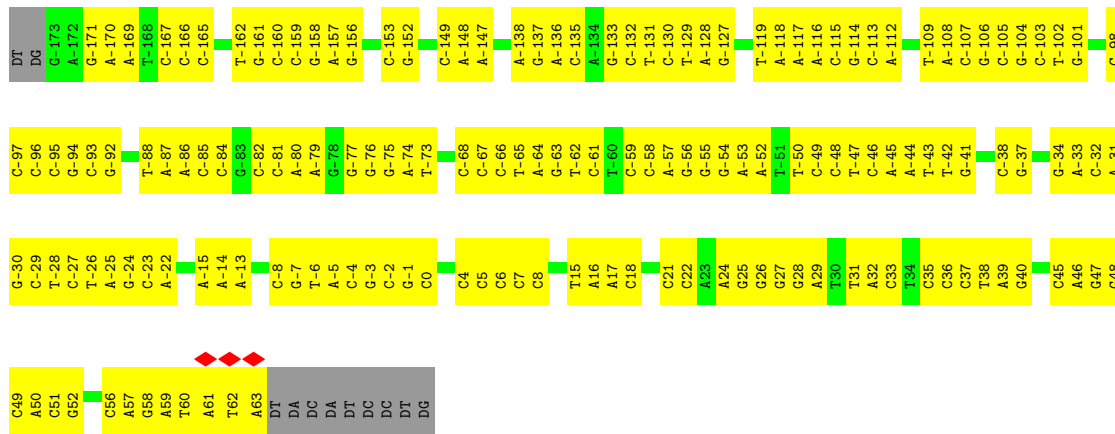 DT DG G-173 A-172 G-171 A-170 A-169 T-168 C-167 C-166 C-165 T-162 G-161 C-160 C-159 G-158 A-157 G-156 C-153 G-152 C-149 A-148 A-147 A-138 G-137 A-136 C-135 A-134 G-133 C-132 T-131 C-130 T-129 A-128 G-127 T-119 A-118 A-117 A-116 C-115 G-114 C-113 A-112 T-109 A-108 C-107 G-106 C-105 G-104 C-103 T-102 G-101 C-98
C-97 C-96 C-95 G-94 C-93 G-92 T-88 A-87 A-86 C-85 C-84 G-83 C-82 C-81 A-80 A-79 G-78 G-77 G-76 G-75 A-74 T-73 C-68 C-67 C-66 T-65 A-64 G-63 T-62 C-61 T-60 C-59 C-58 A-57 G-56 G-55 G-54 A-53 A-52 T-51 T-50 C-49 C-48 T-47 C-46 A-45 A-44 T-43 T-42 G-41 C-38 G-37 G-34 A-33 C-32 A-31
G-30 C-29 T-28 C-27 T-26 A-25 G-24 C-23 A-22 A-15 A-14 A-13 C-8 G-7 T-6 A-5 C-4 G-3 C-2 G-1 C0 C4 C5 C6 C7 C8 T15 A16 A17 C18 C21 C22 A23 A24 G25 G26 G27 G28 A29 T30 T31 A32 C33 T34 C35 C36 C37 T38 A39 G40 C45 A46 G47 G48
C49 A50 C51 G52 C56 A57 G58 A59 T60 A61 T62 A63 DT DA DC DA DT DC DC DT DG